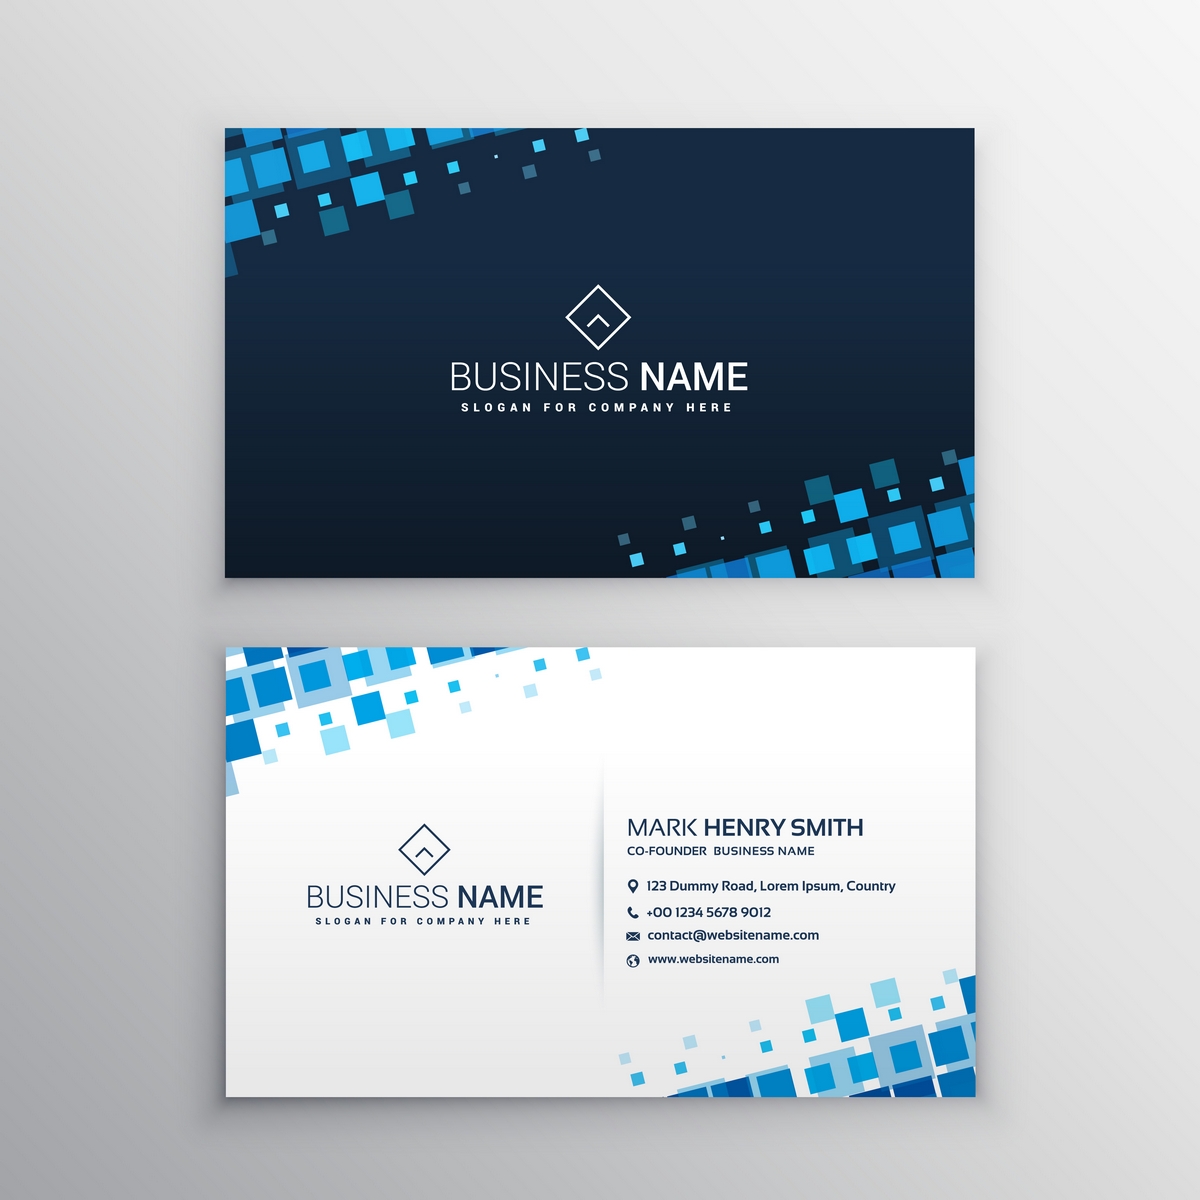 BUSINESS NAME
SLOGAN FOR COMPANY HERE
BUSINESS NAME
SLOGAN FOR COMPANY HERE
MARK HENRY SMITH
CO-FOUNDER BUSINESS NAME
123 Dummy Road, Lorem Ipsum, Country
+00 1234 5678 9012
contact@websitename.com
www.websitename.com